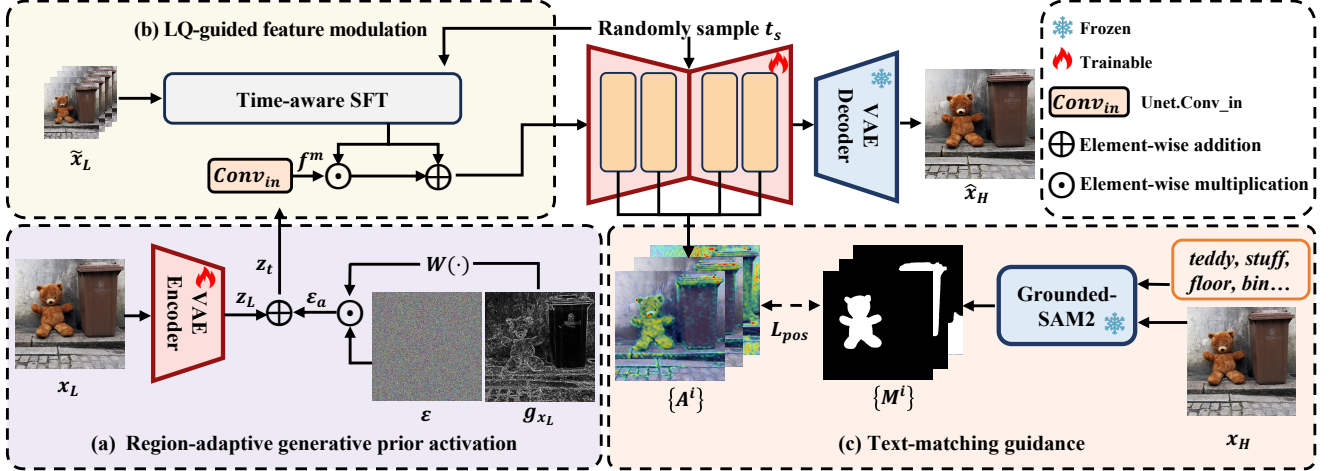 (b) LQ-guided feature modulation
Randomly sample t_s
Time-aware SFT
x̃_L
Conv_in
f^m
VAE
Decoder
x̂_H
Frozen
Trainable
Conv_in
Unet.Conv_in
Element-wise addition
Element-wise multiplication
z_t
W(·)
VAE
Encoder
z_L
ε_a
x_L
ε
g_{x_L}
(a) Region-adaptive generative prior activation
L_pos
{A^i}
{M^i}
Grounded-
SAM2
teddy, stuff,
floor, bin...
x_H
(c) Text-matching guidance